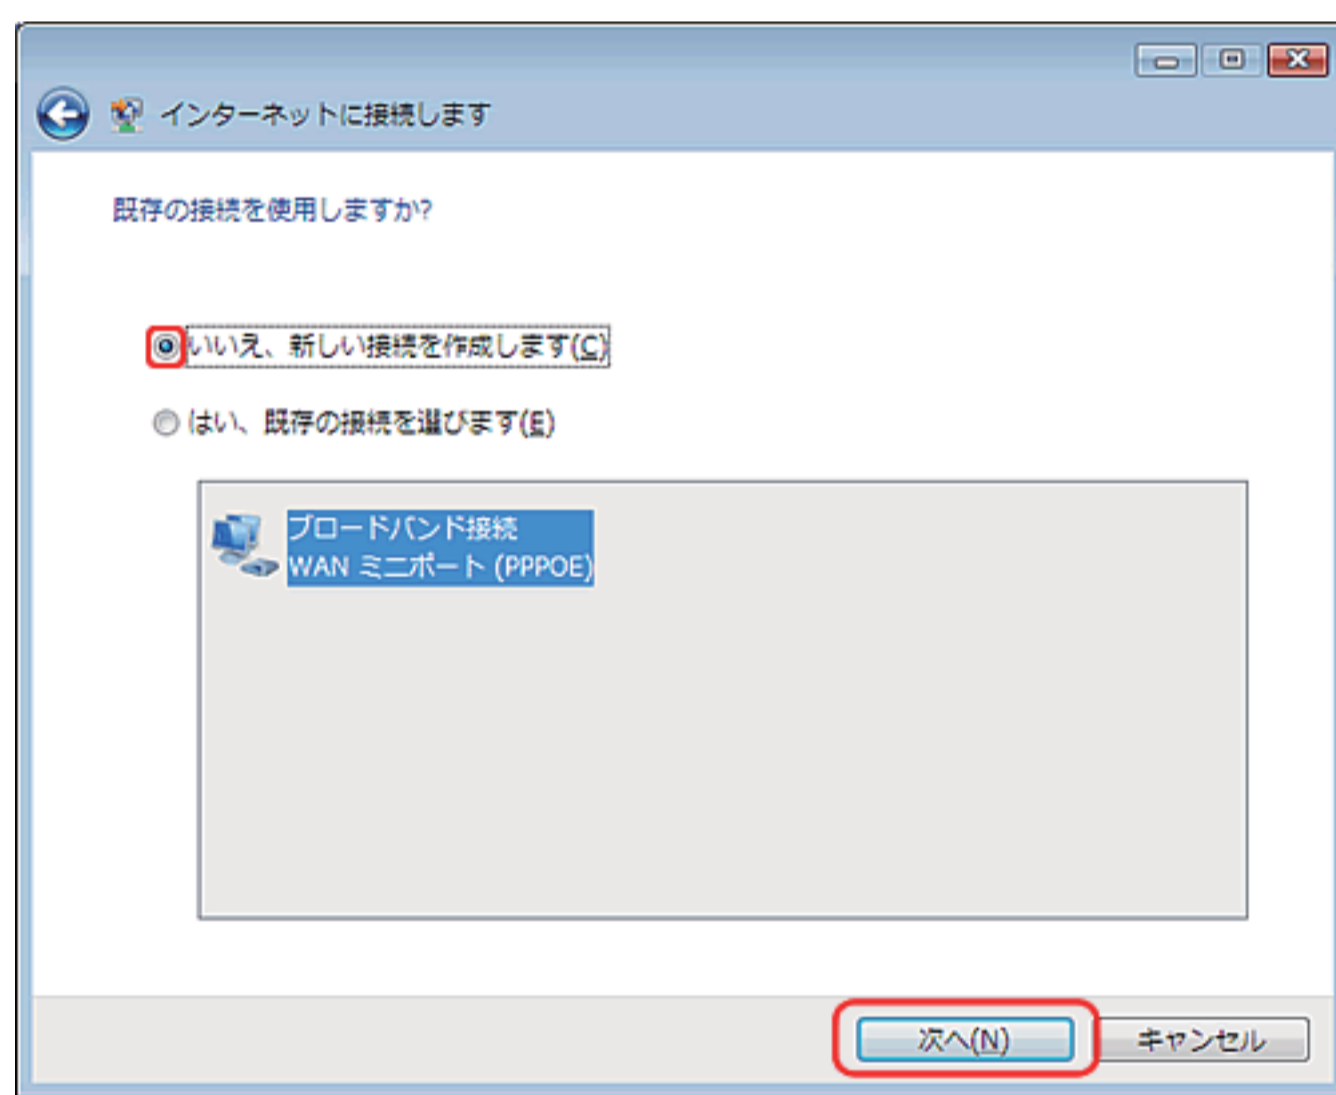 インターネットに接続します
既存の接続を使用しますか?
いいえ、新しい接続を作成します(C)
はい、既存の接続を選びます(E)
ブロードバンド接続
WAN ミニポート (PPPOE)
次へ(N)
キャンセル